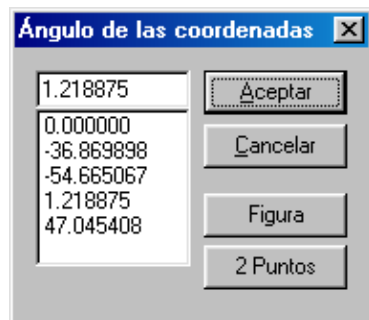 Ángulo de las coordenadas
1.218875
0.000000
-36.869898
-54.665067
1.218875
47.045408
Aceptar
Cancelar
Figura
2 Puntos